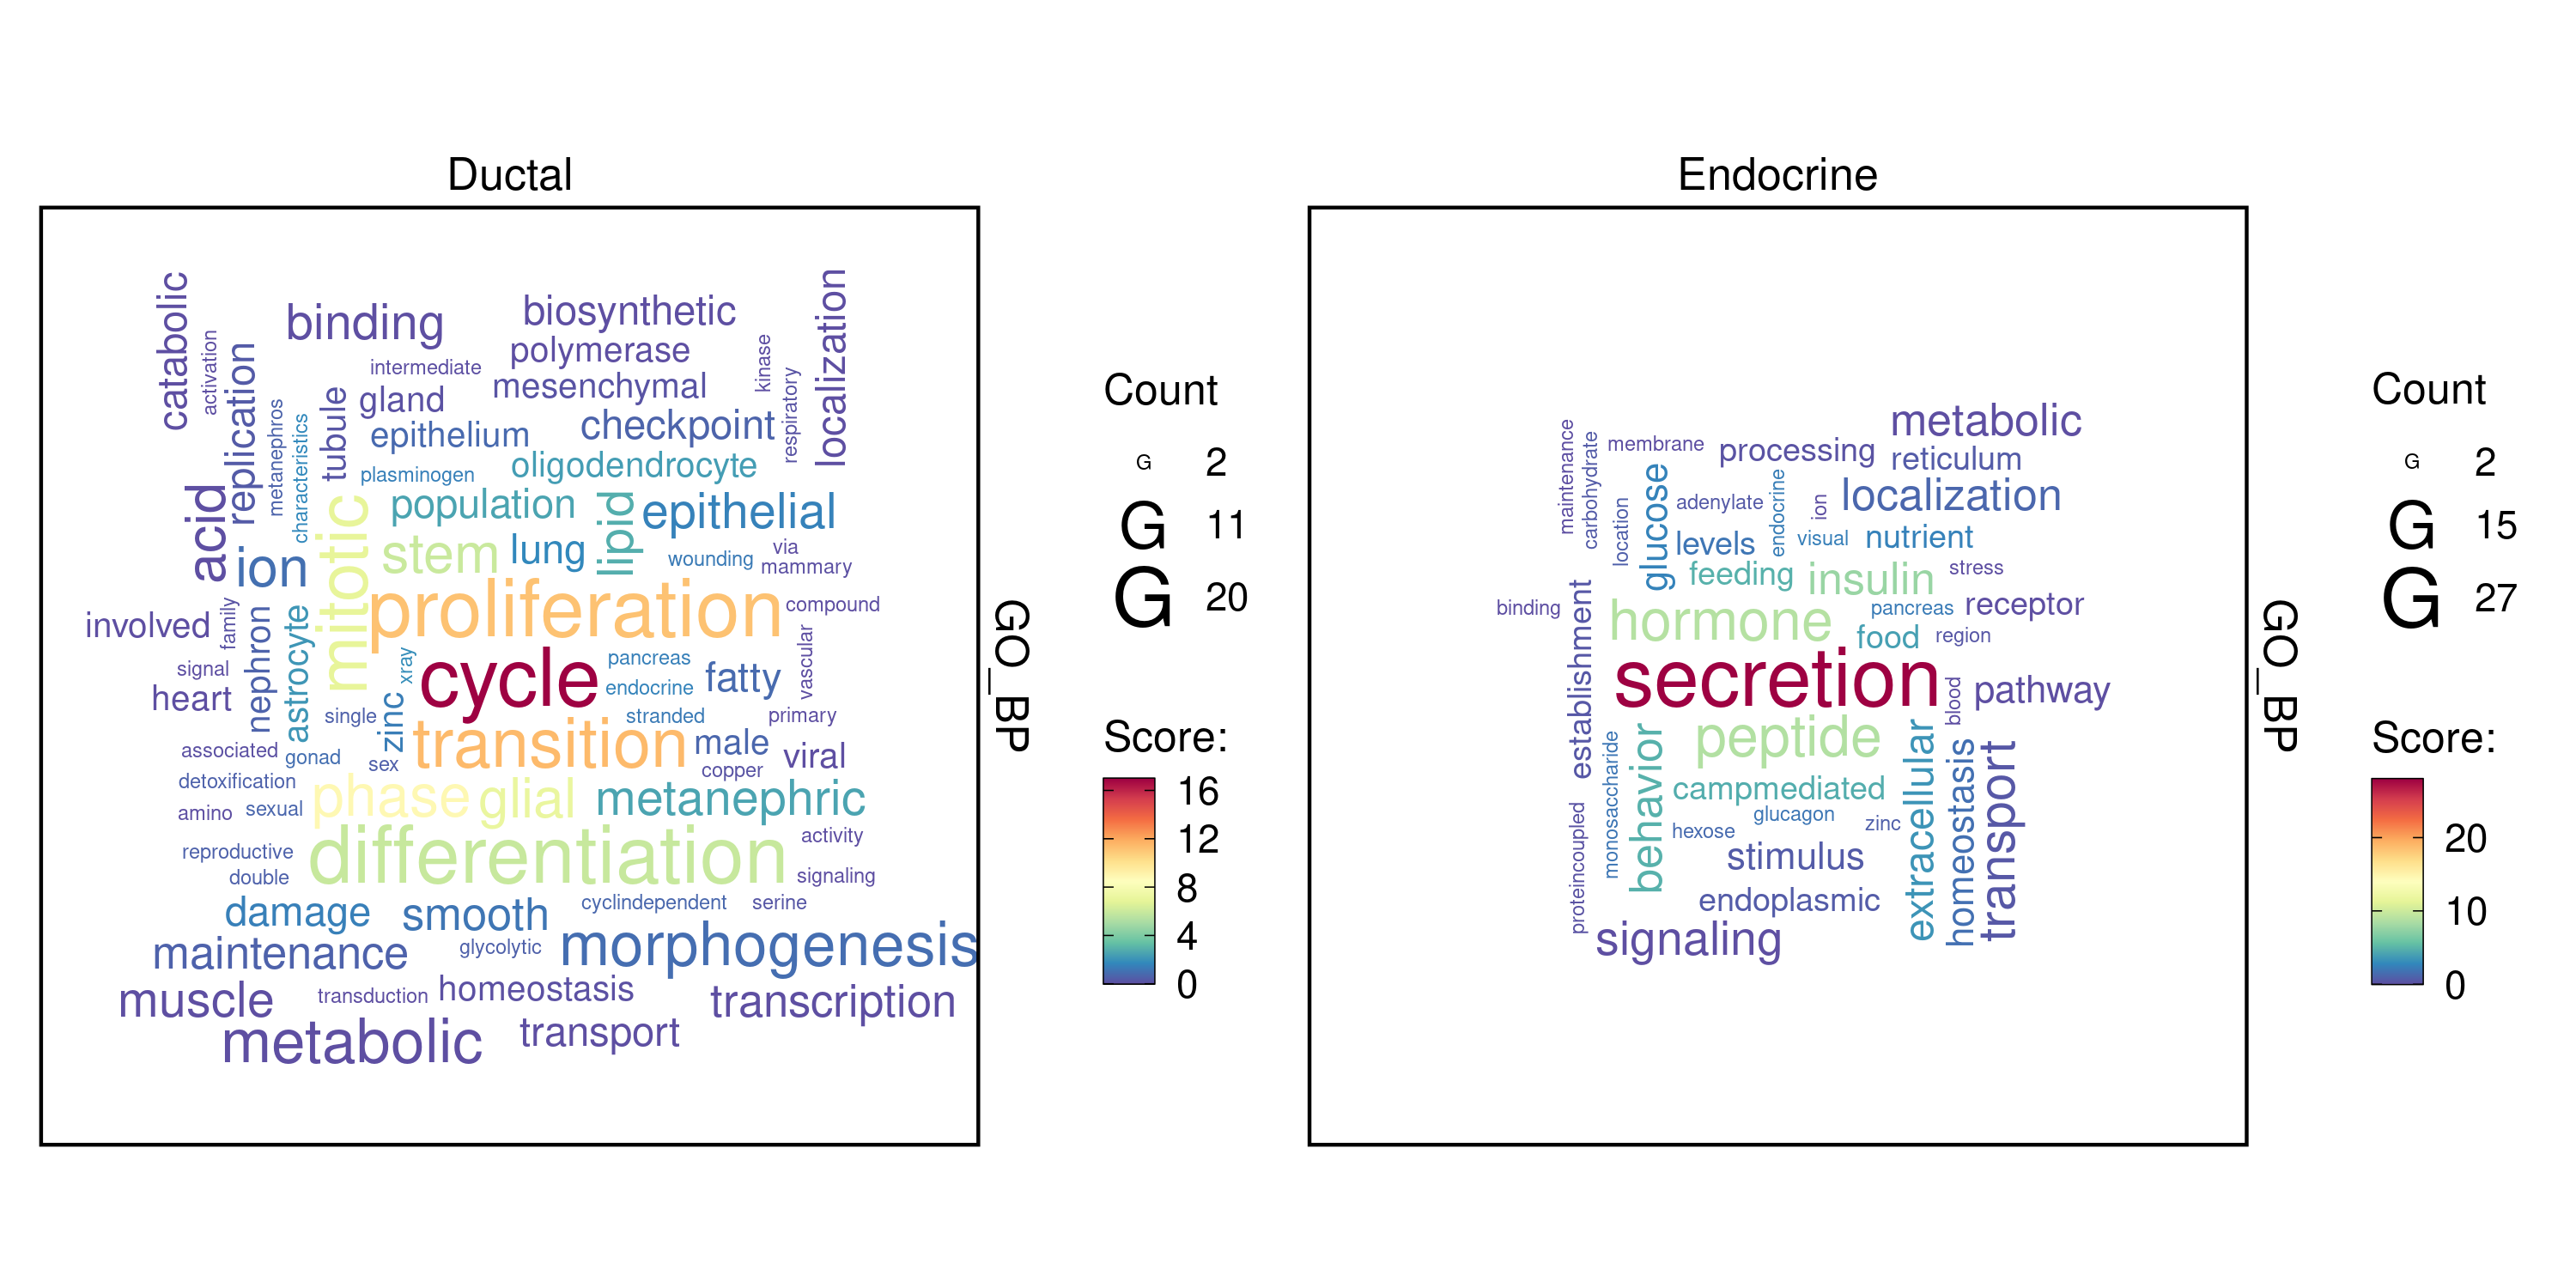 Ductal
catabolic
activation
replication
binding
intermediate
biosynthetic
polymerase
mesenchymal
kinase
respiratory
localization
metanephros
characteristics
tubule
gland
epithelium
checkpoint
plasminogen
oligodendrocyte
acid
ion
mitotic
population
stem
lung
lipid
epithelial
wounding
via
mammary
involved
family
nephron
astrocyte
proliferation
compound
signal
heart
xray
cycle
pancreas
endocrine
fatty
vascular
single
zinc
stranded
primary
associated
gonad
sex
transition
male
viral
copper
detoxification
amino
sexual
phase
glial
metanephric
activity
reproductive
double
differentiation
signaling
damage
smooth
cyclindependent
serine
maintenance
glycolytic
morphogenesis
muscle
transduction
homeostasis
transcription
metabolic
transport
GO_BP
Count
G 2
G 11
G 20
Score:
16
12
8
4
0
Endocrine
maintenance
carbohydrate
location
membrane
processing
metabolic
reticulum
glucose
adenylate
endocrine
ion
localization
levels
visual
nutrient
feeding
insulin
stress
binding
establishment
hormone
pancreas
receptor
food
region
secretion
blood
pathway
proteincoupled
monosaccharide
behavior
peptide
campmediated
glucagon
hexose
zinc
stimulus
endoplasmic
extracellular
homeostasis
transport
signaling
GO_BP
Count
G 2
G 15
G 27
Score:
20
10
0